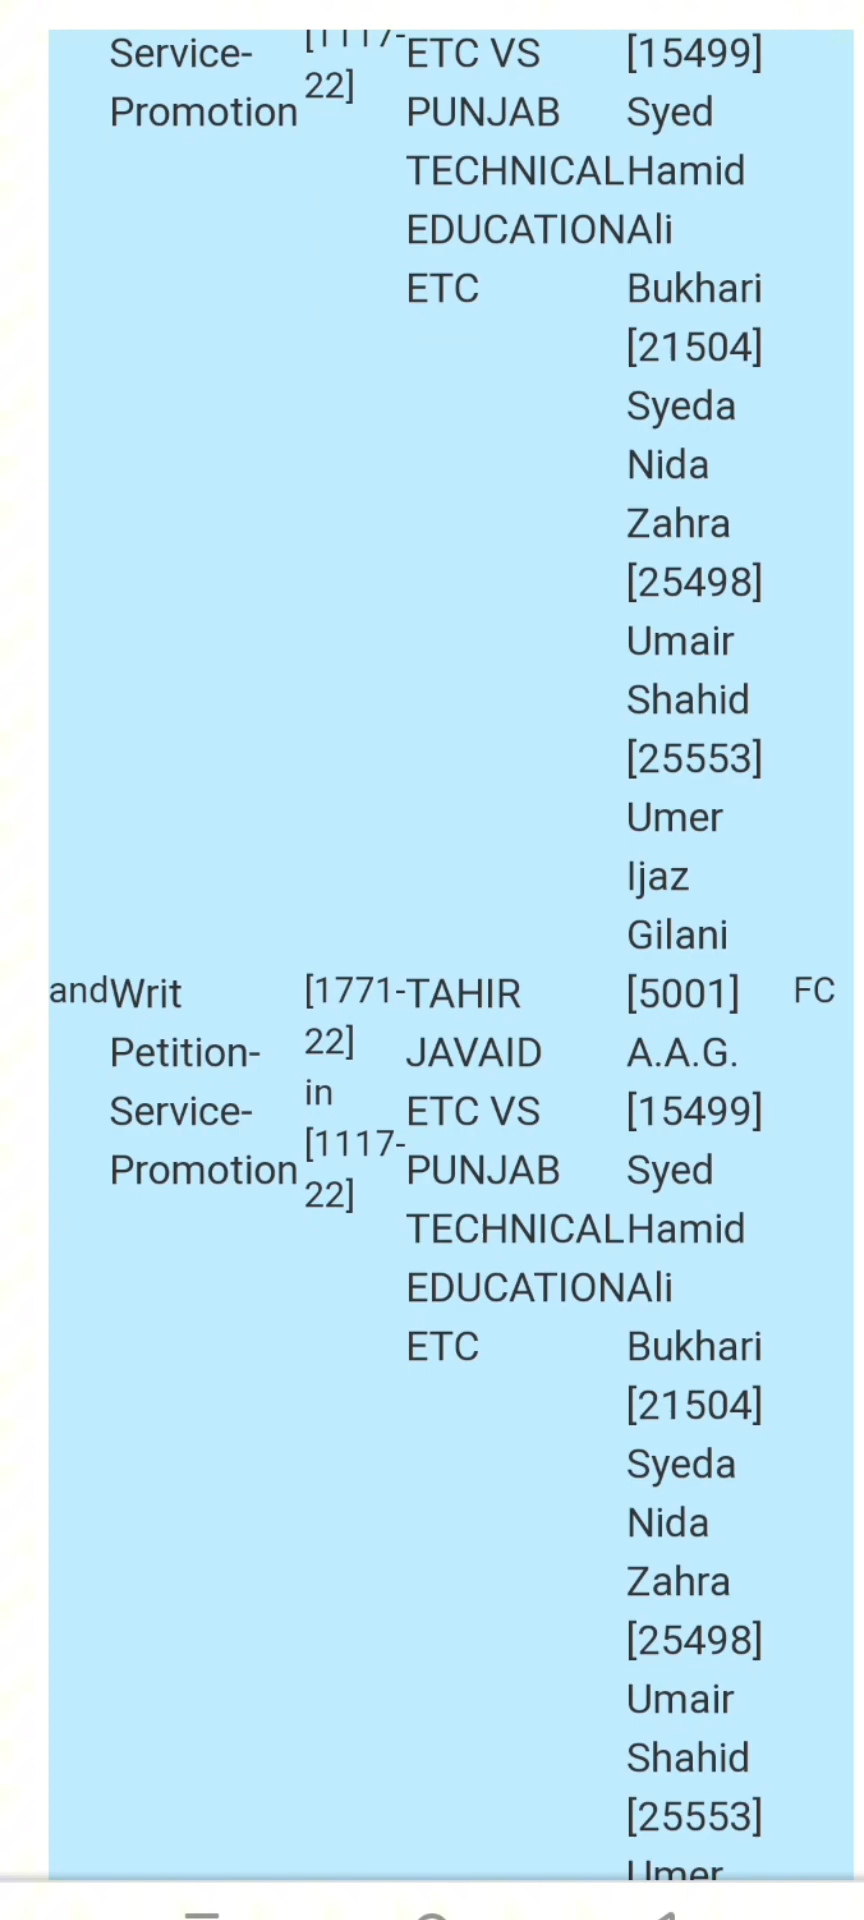 Service-
Promotion
[1117-
22]
ETC VS
PUNJAB
TECHNICAL
EDUCATION
ETC
[15499]
Syed
Hamid
Ali
Bukhari
[21504]
Syeda
Nida
Zahra
[25498]
Umair
Shahid
[25553]
Umer
Ijaz
Gilani
and
Writ
Petition-
Service-
Promotion
[1771-
22]
in
[1117-
22]
TAHIR
JAVAID
ETC VS
PUNJAB
TECHNICAL
EDUCATION
ETC
[5001]
A.A.G.
[15499]
Syed
Hamid
Ali
Bukhari
[21504]
Syeda
Nida
Zahra
[25498]
Umair
Shahid
[25553]
Umer
FC